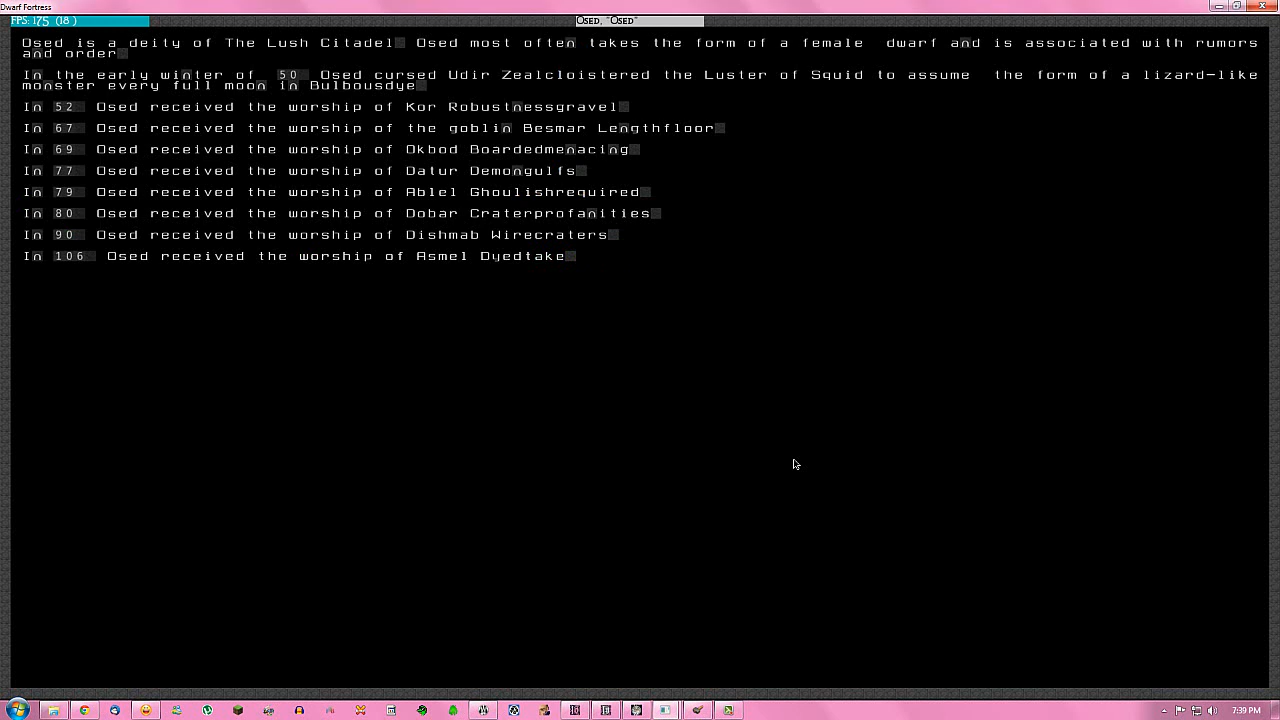 Dwarf Fortress
FPS: 175 (18 )
Osed, "Osed"
Osed is a deity of The Lush Citadel Osed most often takes the form of a female dwarf and is associated with rumors
and order
In the early winter of 50 Osed cursed Udir Zealcloistered the Luster of Squid to assume the form of a lizard-like
monster every full moon in Bulbousdye
In 52 Osed received the worship of Kor Robustnessgravel
In 67 Osed received the worship of the goblin Besmar Lengthfloor
In 69 Osed received the worship of Okbod Boardedmenacing
In 77 Osed received the worship of Datur Demongulfs
In 79 Osed received the worship of Ablel Ghoulishrequired
In 80 Osed received the worship of Dobar Craterprofanities
In 90 Osed received the worship of Dishmab Wirecraters
In 106 Osed received the worship of Asmel Dyedtake
7:39 PM